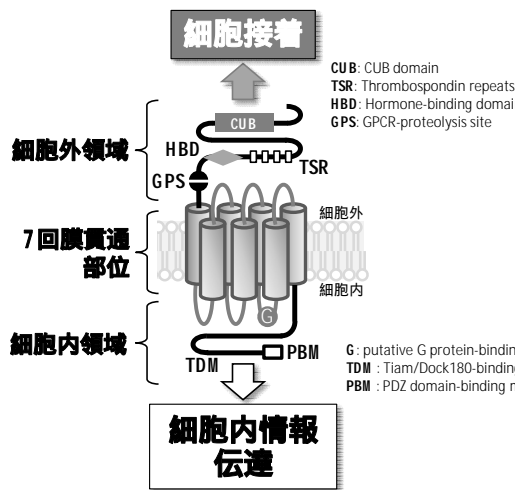 細胞接着
CUB: CUB domain
TSR: Thrombospondin repeats
HBD: Hormone-binding domai
GPS: GPCR-proteolysis site
CUB
HBD
TSR
GPS
細胞外領域
細胞外
7回膜貫通
部位
細胞内
細胞内領域
G
PBM
TDM
G: putative G protein-bindin
TDM: Tiam/Dock180-binding
PBM: PDZ domain-binding m
細胞内情報
伝達